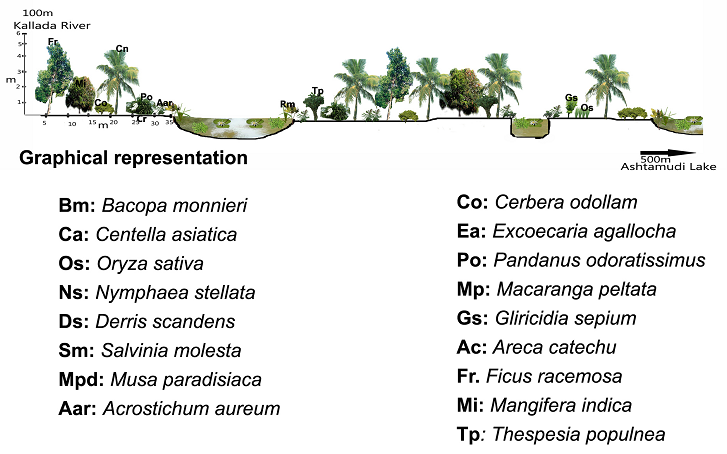 100m
Kallada River
6
5
4
3
2
1
m
Fr
Cn
Co
Po
Aar
Cr
5 10 15 20 25 30 35
m
Rm
Tp
Gs
Os
Graphical representation
500m
Ashtamudi Lake
Bm: Bacopa monnieri
Ca: Centella asiatica
Os: Oryza sativa
Ns: Nymphaea stellata
Ds: Derris scandens
Sm: Salvinia molesta
Mpd: Musa paradisiaca
Aar: Acrostichum aureum
Co: Cerbera odollam
Ea: Excoecaria agallocha
Po: Pandanus odoratissimus
Mp: Macaranga peltata
Gs: Gliricidia sepium
Ac: Areca catechu
Fr. Ficus racemosa
Mi: Mangifera indica
Tp: Thespesia populnea